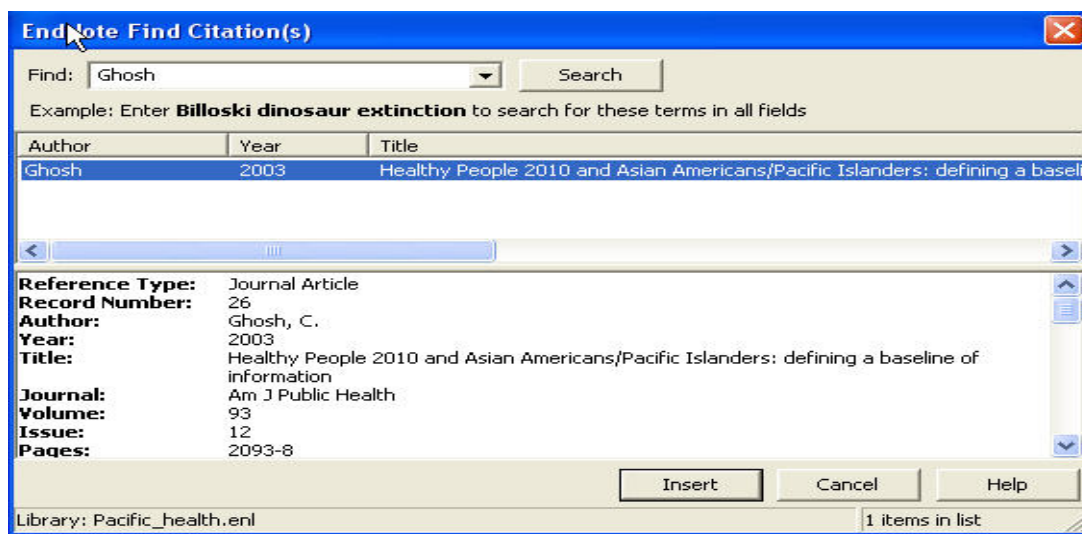 EndNote Find Citation(s)
Find: Ghosh Search
Example: Enter Billoski dinosaur extinction to search for these terms in all fields
Author Year Title
Ghosh 2003 Healthy People 2010 and Asian Americans/Pacific Islanders: defining a baseli
Reference Type: Journal Article
Record Number: 26
Author: Ghosh, C.
Year: 2003
Title: Healthy People 2010 and Asian Americans/Pacific Islanders: defining a baseline of
information
Journal: Am J Public Health
Volume: 93
Issue: 12
Pages: 2093-8
Insert Cancel Help
Library: Pacific_health.enl 1 items in list